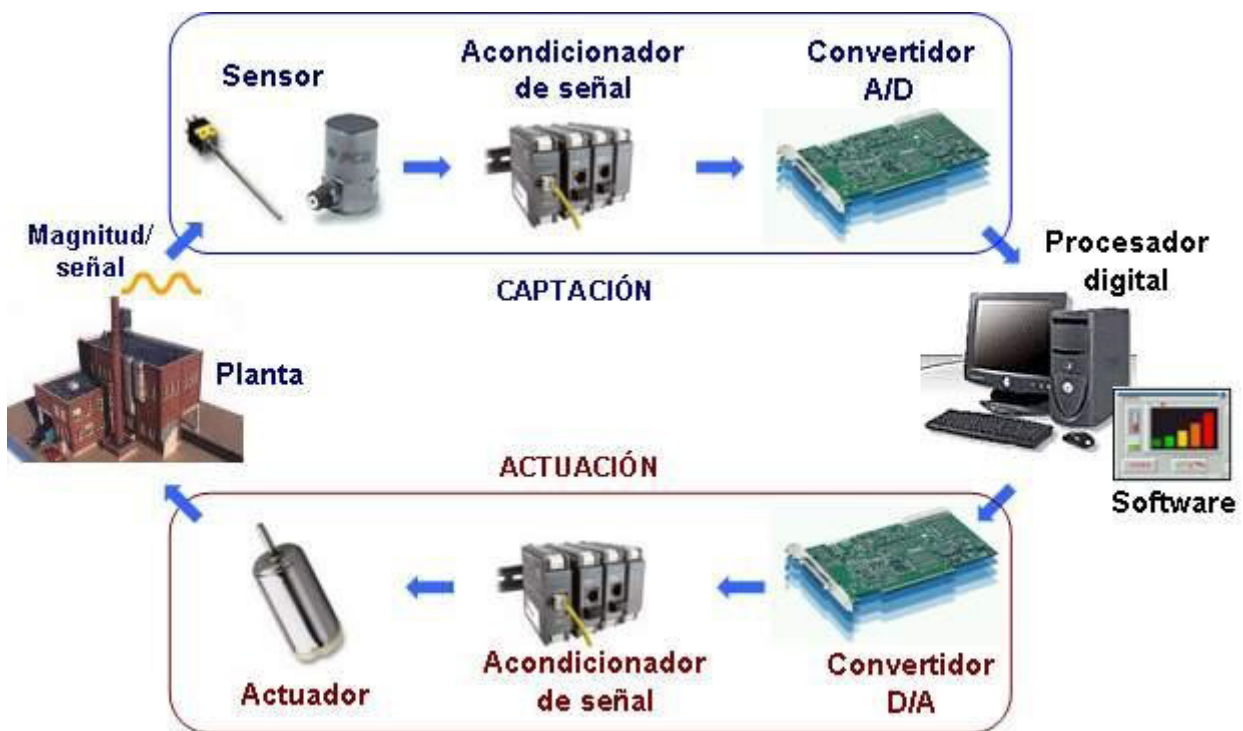 Sensor
Acondicionador
de señal
Convertidor
A/D
Magnitud/
señal
CAPTACIÓN
Procesador
digital
Planta
ACTUACIÓN
Software
Actuador
Acondicionador
de señal
Convertidor
D/A